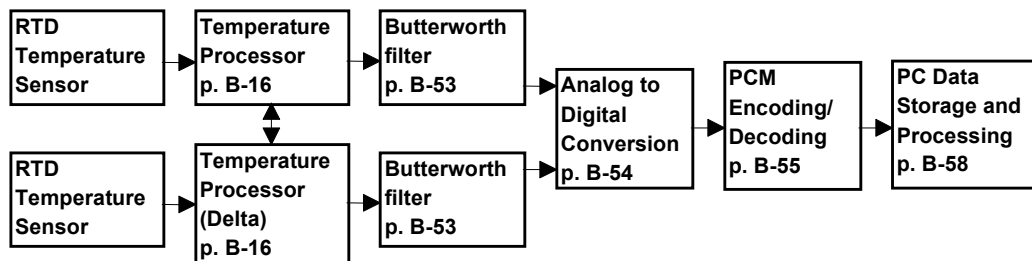 RTD
Temperature
Sensor
Temperature
Processor
p. B-16
Butterworth
filter
p. B-53
RTD
Temperature
Sensor
Temperature
Processor
(Delta)
p. B-16
Butterworth
filter
p. B-53
Analog to
Digital
Conversion
p. B-54
PCM
Encoding/
Decoding
p. B-55
PC Data
Storage and
Processing
p. B-58